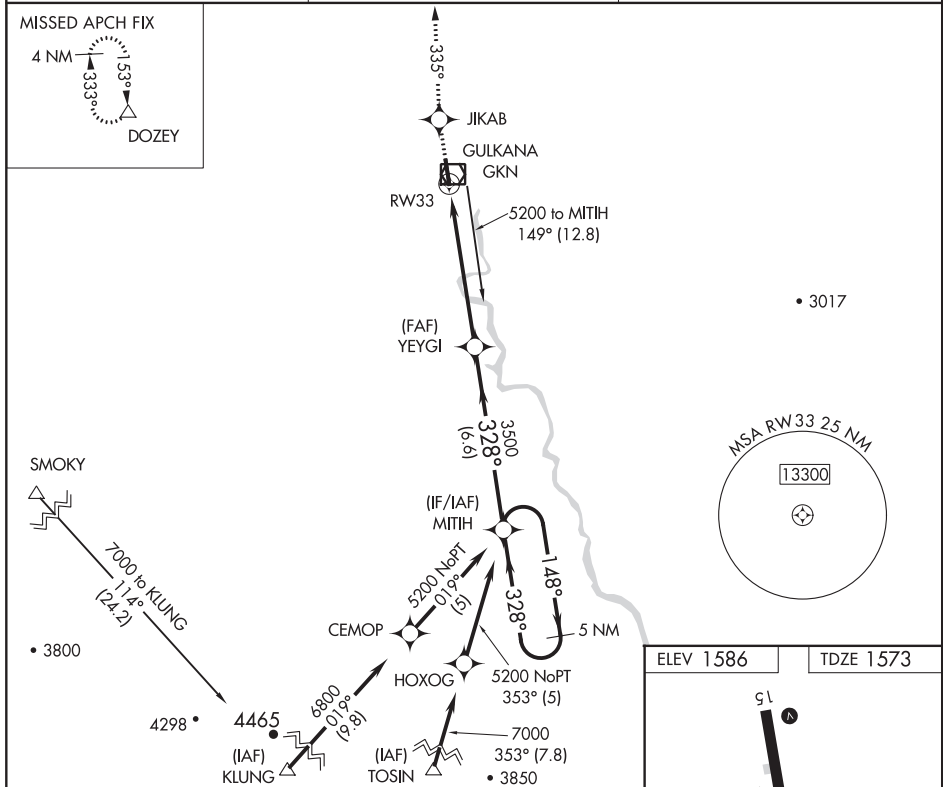 MISSED APCH FIX
4 NM
153°
333°
DOZEY
335°
JIKAB
GULKANA
GKN
RW33
5200 to MITIH
149° (12.8)
3017
(FAF)
YEYGI
3500
328°
(6.6)
MSA RW33 25 NM
13300
SMOKY
(IF/IAF)
MITIH
7000 to KLUNG
114°
(24.2)
5200 NoPT
019°
(5)
148°
328°
5 NM
CEMOP
3800
HOXOG
5200 NoPT
353° (5)
ELEV 1586
TDZE 1573
6800
019°
(9.8)
4298
4465
(IAF)
KLUNG
(IAF)
TOSIN
7000
353° (7.8)
3850
15
V